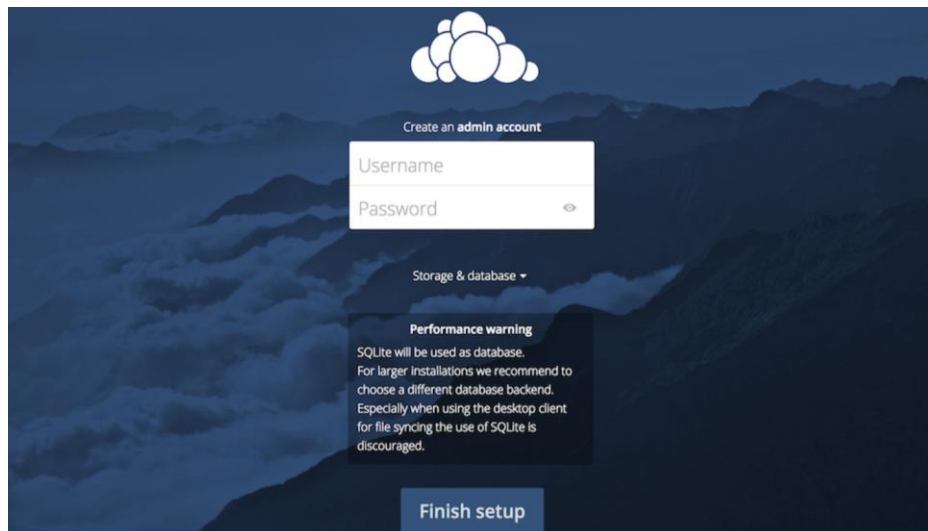 Create an admin account
Username
Password
Storage & database
Performance warning
SQLite will be used as database.
For larger installations we recommend to
choose a different database backend.
Especially when using the desktop client
for file syncing the use of SQLite is
discouraged.
Finish setup